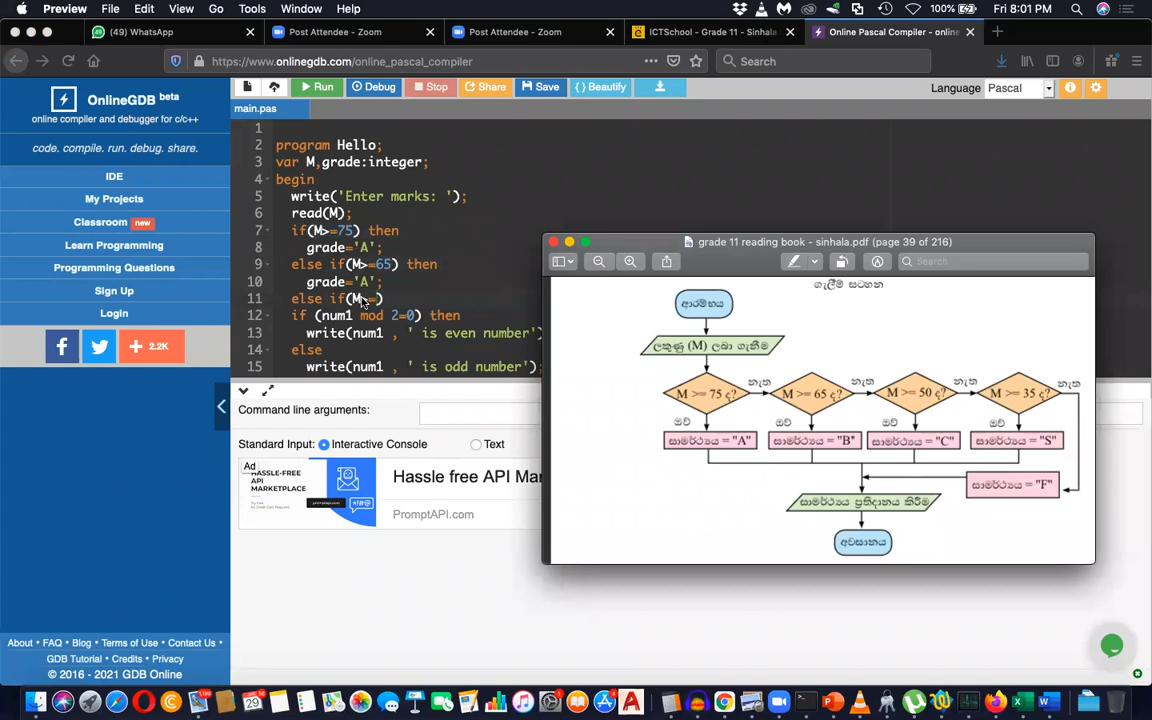 Preview File Edit View Go Tools Window Help
100% Fri 8:01 PM
(49) WhatsApp
Post Attendee - Zoom
Post Attendee - Zoom
ICTSchool - Grade 11 - Sinhala
Online Pascal Compiler - online
https://www.onlinegdb.com/online_pascal_compiler
Search
OnlineGDB beta
online compiler and debugger for c/c++
code. compile. run. debug. share.
IDE
My Projects
Classroom new
Learn Programming
Programming Questions
Sign Up
Login
+ 2.2K
About • FAQ • Blog • Terms of Use • Contact Us •
GDB Tutorial • Credits • Privacy
© 2016 - 2021 GDB Online
Run Debug Stop Share Save { } Beautify
Language Pascal
main.pas
1
2 program Hello;
3 var M,grade:integer;
4 begin
5 write('Enter marks: ');
6 read(M);
7 if(M>=75) then
8 grade='A';
9 else if(M>=65) then
10 grade='A';
11 else if(M>=)
12 if (num1 mod 2=0) then
13 write(num1 , ' is even number')
14 else
15 write(num1 , ' is odd number');
Command line arguments:
Standard Input: Interactive Console Text
Ad
HASSLE-FREE
API
MARKETPLACE
Hassle free API Mar
PromptAPI.com
grade 11 reading book - sinhala.pdf (page 39 of 216)
Search
ගැලීම් සටහන
ආරම්භය
ලකුණු (M) ලබා ගැනීම
M >= 75 ද?
නැත
M >= 65 ද?
නැත
M >= 50 ද?
නැත
M >= 35 ද?
නැත
ඔව්
ඔව්
ඔව්
ඔව්
සාමර්ථ්‍යය = "A"
සාමර්ථ්‍යය = "B"
සාමර්ථ්‍යය = "C"
සාමර්ථ්‍යය = "S"
සාමර්ථ්‍යය = "F"
සාමර්ථ්‍යය ප්‍රතිදානය කිරීම
අවසානය